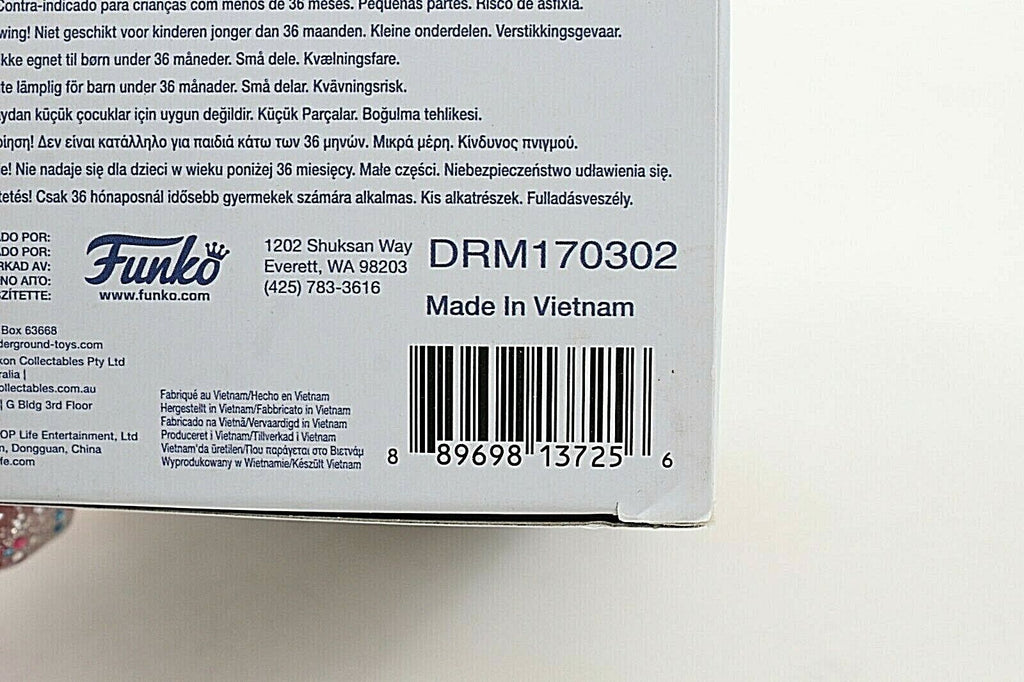 Contra-indicado para crianças com menos de 36 meses. Pequenas partes. Risco de asfixia.
wing! Niet geschikt voor kinderen jonger dan 36 maanden. Kleine onderdelen. Verstikkingsgevaar.
kke egnet til børn under 36 måneder. Små dele. Kvælningsfare.
te lämplig för barn under 36 månader. Små delar. Kvävningsrisk.
ydan küçük çocuklar için uygun değildir. Küçük Parçalar. Boğulma tehlikesi.
οίηση! Δεν είναι κατάλληλο για παιδιά κάτω των 36 μηνών. Μικρά μέρη. Κίνδυνος πνιγμού.
e! Nie nadaje się dla dzieci w wieku poniżej 36 miesięcy. Małe części. Niebezpieczeństwo udławienia się.
tetés! Csak 36 hónaposnál idősebb gyermekek számára alkalmas. Kis alkatrészek. Fulladásveszély.
DO POR:
DO POR:
RKAD AV:
NO ΑΠΌ:
SZÍTETTE:
Funko
www.funko.com
1202 Shuksan Way
Everett, WA 98203
(425) 783-3616
DRM170302
Made In Vietnam
Box 63668
derground-toys.com
kon Collectables Pty Ltd
ralia |
ollectables.com.au
| G Bldg 3rd Floor
OP Life Entertainment, Ltd
n, Dongguan, China
fe.com
Fabriqué au Vietnam/Hecho en Vietnam
Hergestellt in Vietnam/Fabbricato in Vietnam
Fabricado na Vietnã/Vervaardigd in Vietnam
Produceret i Vietnam/Tillverkad i Vietnam
Vietnam'da üretilen/Που παράγεται στο Βιετνάμ
Wyprodukowany w Wietnamie/Készült Vietnam
8 89698 13725 6